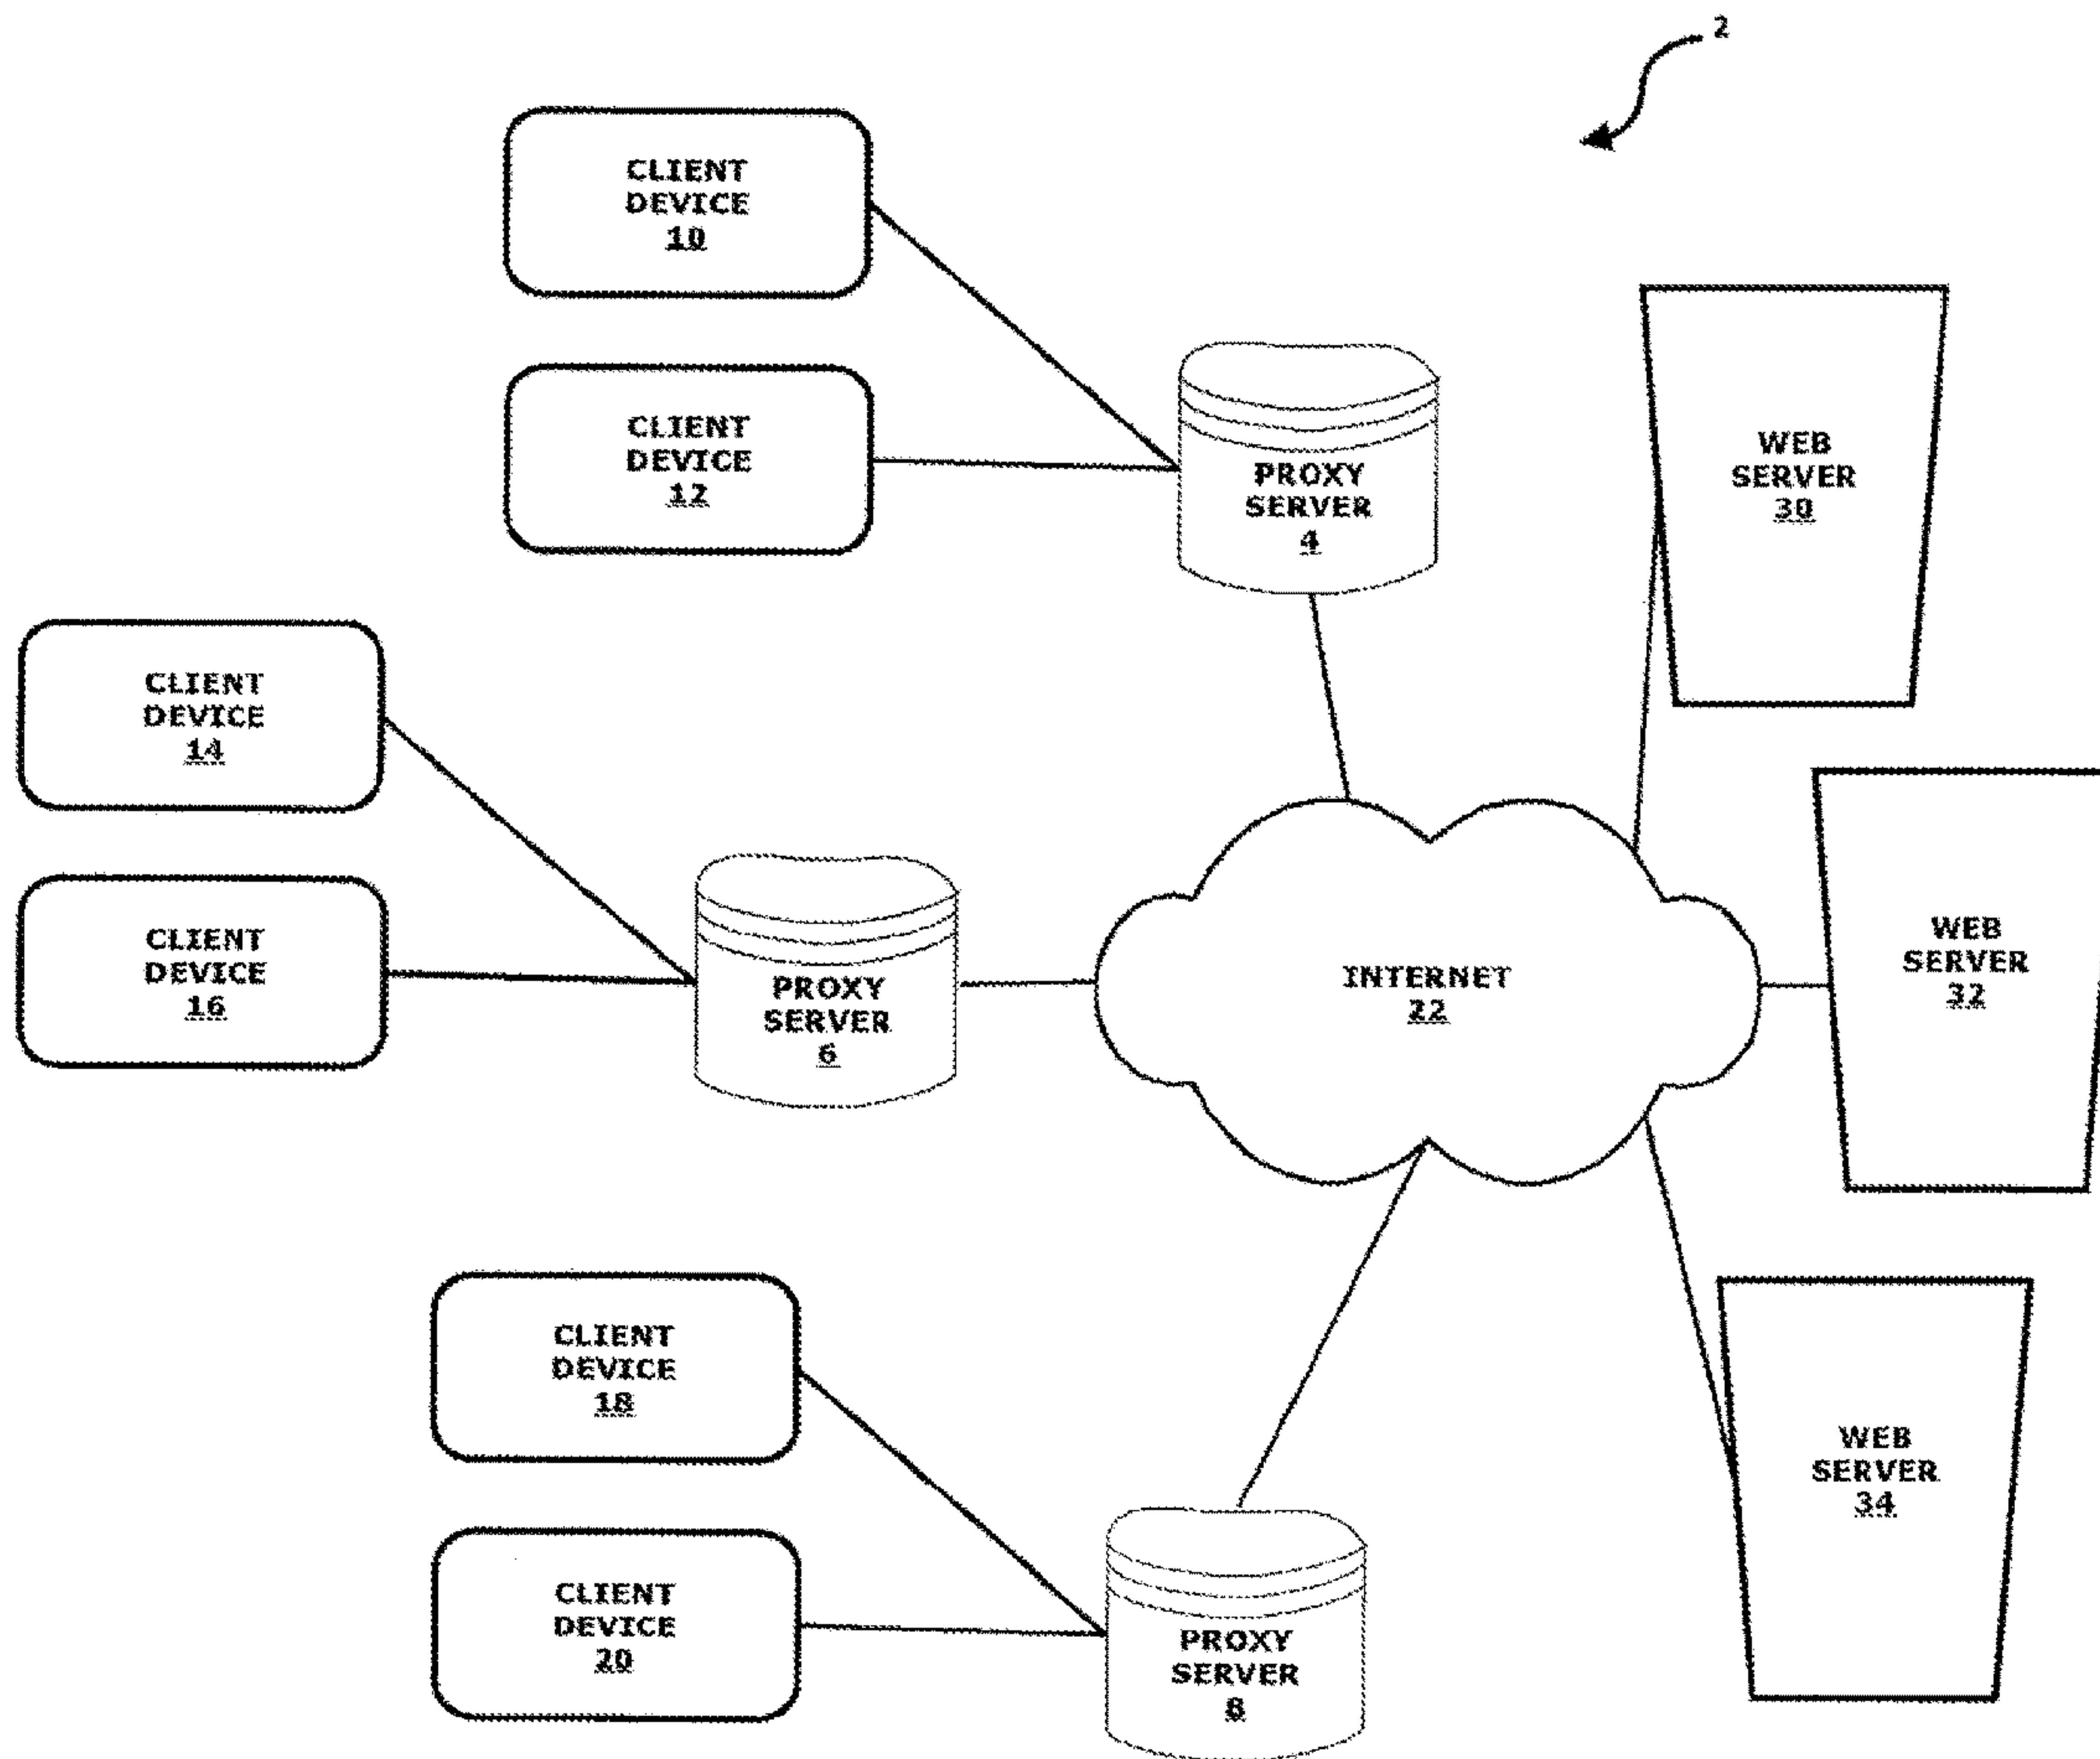 2
CLIENT
DEVICE
10
CLIENT
DEVICE
12
PROXY
SERVER
4
WEB
SERVER
30
CLIENT
DEVICE
14
CLIENT
DEVICE
16
PROXY
SERVER
6
INTERNET
22
WEB
SERVER
32
CLIENT
DEVICE
18
CLIENT
DEVICE
20
PROXY
SERVER
8
WEB
SERVER
34